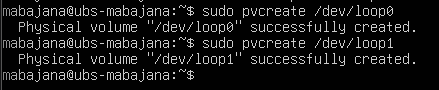 mabajana@ubs-mabajana:~$ sudo pvcreate /dev/loop0
  Physical volume "/dev/loop0" successfully created.
mabajana@ubs-mabajana:~$ sudo pvcreate /dev/loop1
  Physical volume "/dev/loop1" successfully created.
mabajana@ubs-mabajana:~$